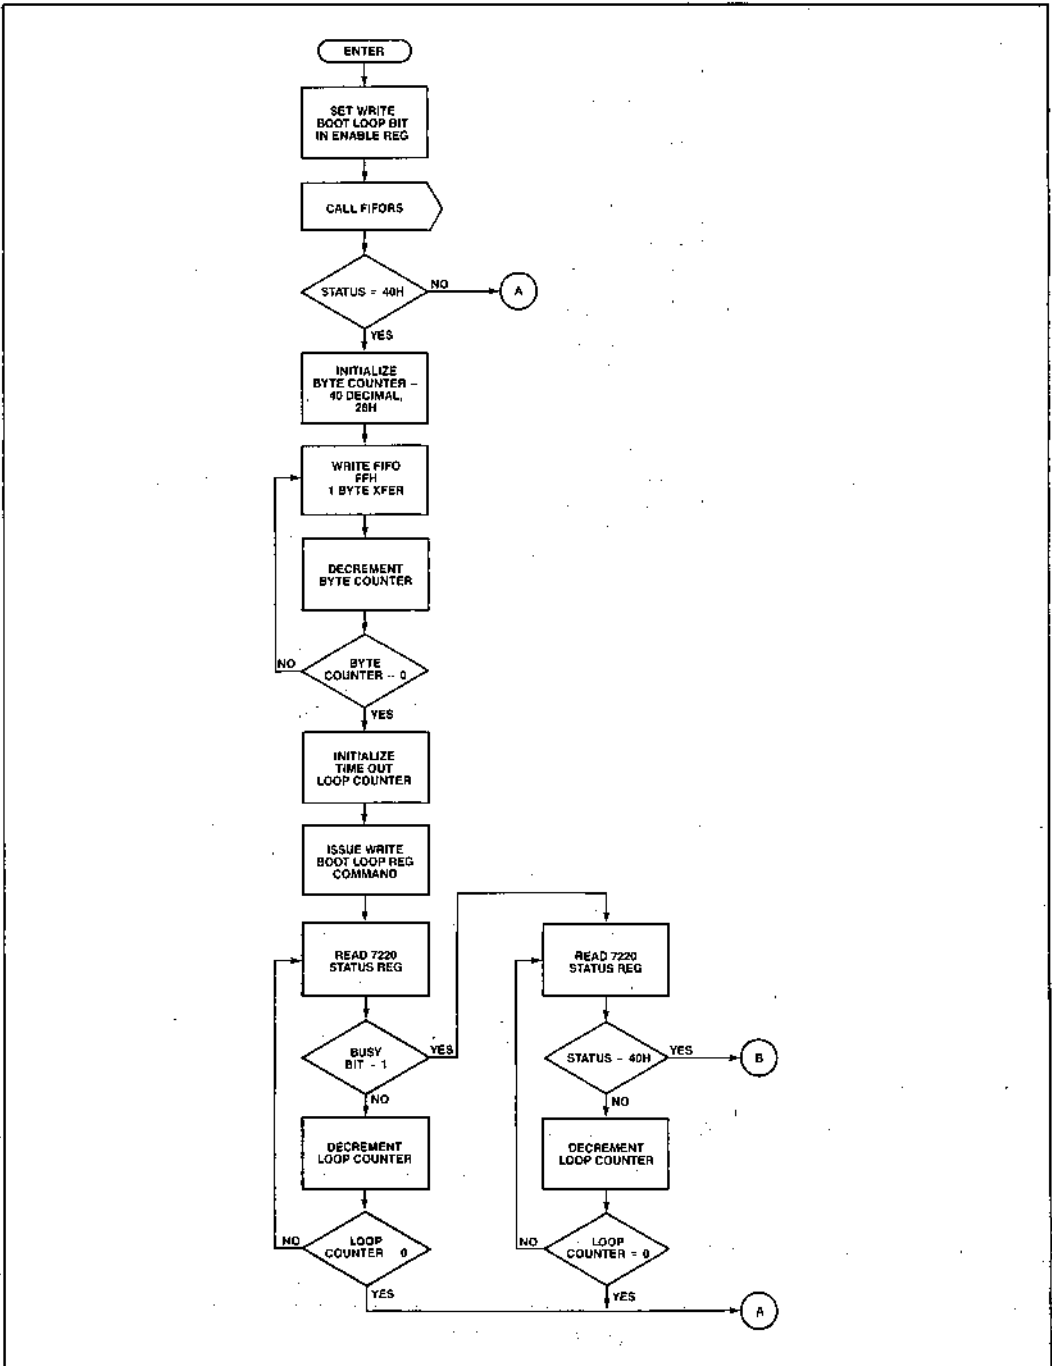 ENTER
SET WRITE
BOOT LOOP BIT
IN ENABLE REG
CALL FIFORS
STATUS = 40H
NO
A
YES
INITIALIZE
BYTE COUNTER –
40 DECIMAL,
28H
WRITE FIFO
FFH
1 BYTE XFER
DECREMENT
BYTE COUNTER
NO
BYTE
COUNTER – 0
YES
INITIALIZE
TIME OUT
LOOP COUNTER
ISSUE WRITE
BOOT LOOP REG
COMMAND
READ 7220
STATUS REG
BUSY
BIT - 1
YES
NO
DECREMENT
LOOP COUNTER
NO
LOOP
COUNTER 0
YES
READ 7220
STATUS REG
STATUS – 40H
YES
B
NO
DECREMENT
LOOP COUNTER
NO
LOOP
COUNTER = 0
YES
A